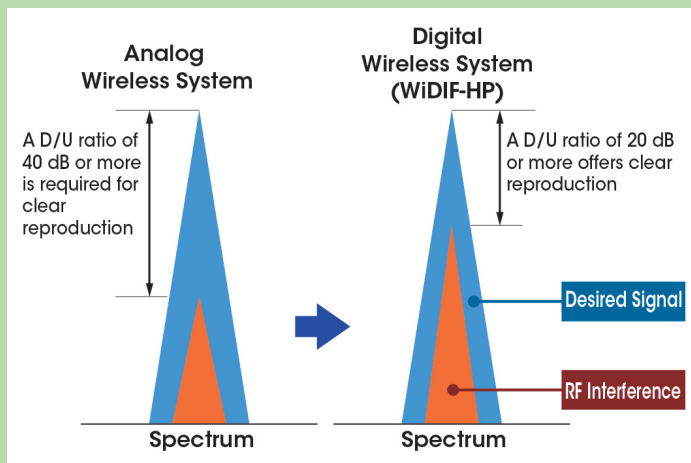 Analog
Wireless System
A D/U ratio of
40 dB or more
is required for
clear
reproduction
Spectrum
Digital
Wireless System
(WiDIF-HP)
A D/U ratio of 20 dB
or more offers clear
reproduction
Desired Signal
RF Interference
Spectrum